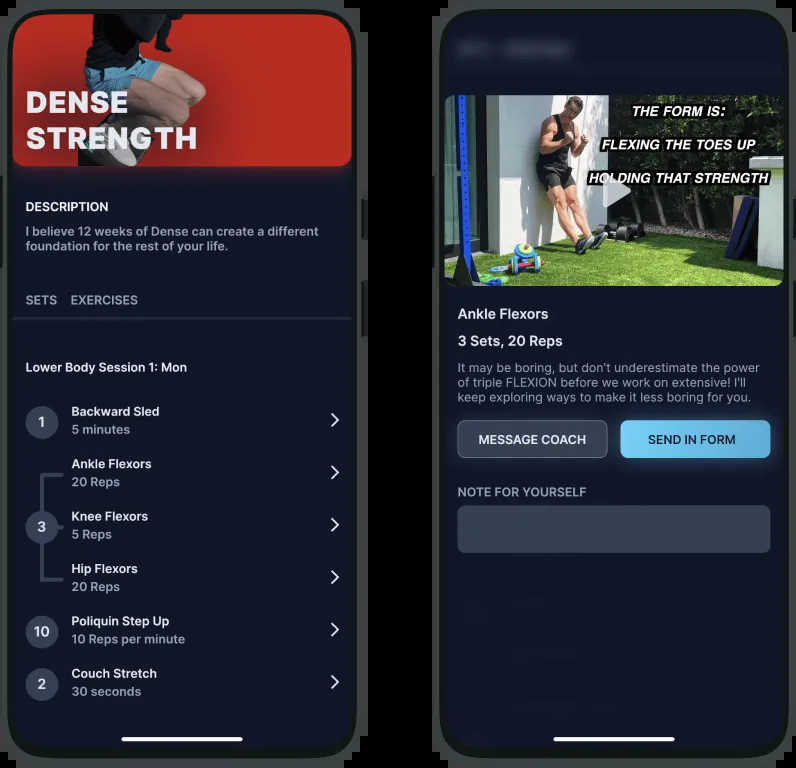 DENSE
STRENGTH
DESCRIPTION
I believe 12 weeks of Dense can create a different
foundation for the rest of your life.
SETS EXERCISES
Lower Body Session 1: Mon
1
Backward Sled
5 minutes
Ankle Flexors
20 Reps
3
Knee Flexors
5 Reps
Hip Flexors
20 Reps
10
Poliquin Step Up
10 Reps per minute
2
Couch Stretch
30 seconds
THE FORM IS:
FLEXING THE TOES UP
HOLDING THAT STRENGTH
Ankle Flexors
3 Sets, 20 Reps
It may be boring, but don't underestimate the power
of triple FLEXION before we work on extensive! I'll
keep exploring ways to make it less boring for you.
MESSAGE COACH
SEND IN FORM
NOTE FOR YOURSELF